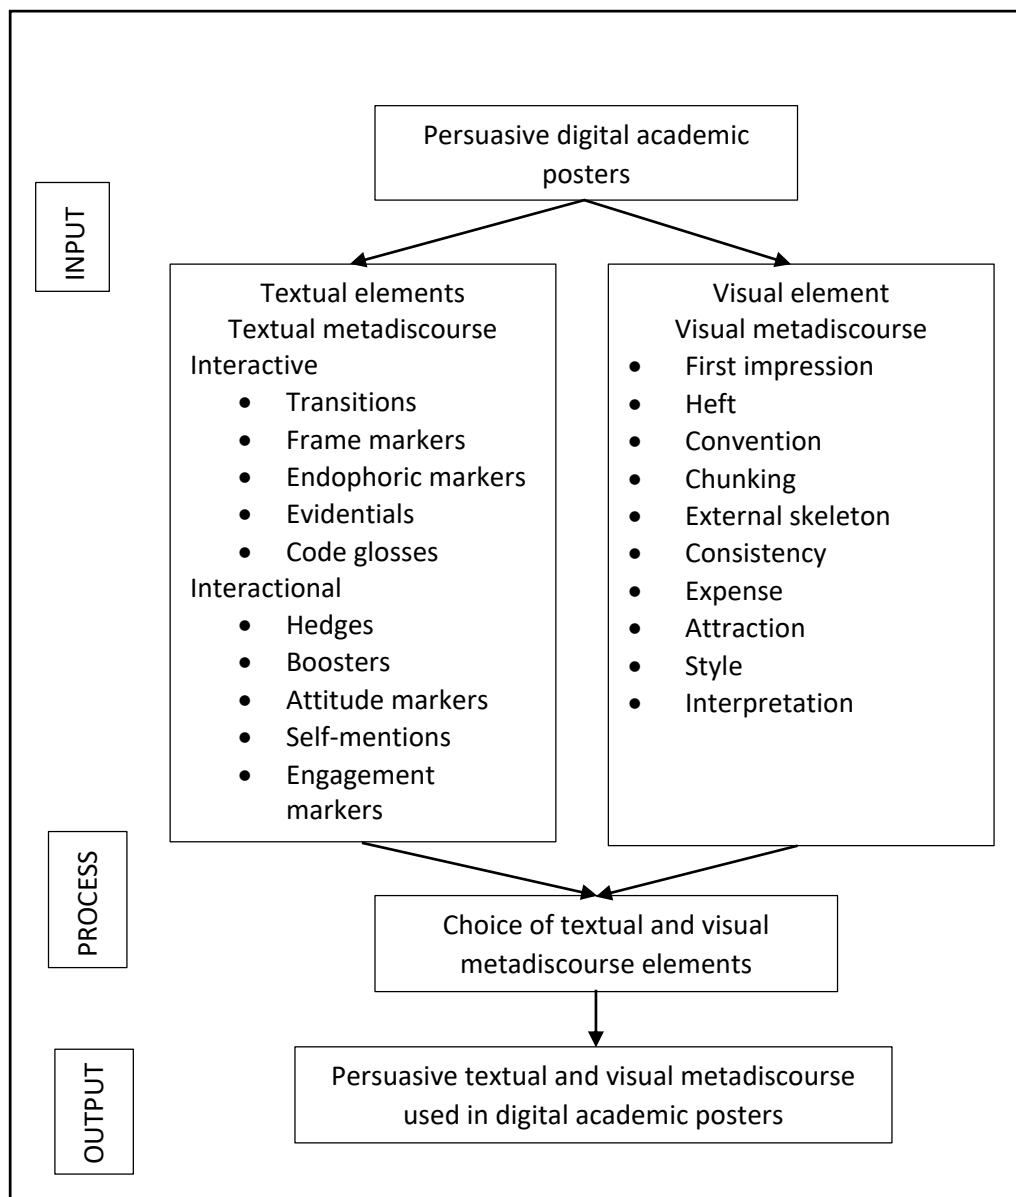 Persuasive digital academic
posters
INPUT
Textual elements
Textual metadiscourse
Interactive
• Transitions
• Frame markers
• Endophoric markers
• Evidentials
• Code glosses
Interactional
• Hedges
• Boosters
• Attitude markers
• Self-mentions
• Engagement
markers
Visual element
Visual metadiscourse
• First impression
• Heft
• Convention
• Chunking
• External skeleton
• Consistency
• Expense
• Attraction
• Style
• Interpretation
PROCESS
Choice of textual and visual
metadiscourse elements
OUTPUT
Persuasive textual and visual metadiscourse
used in digital academic posters